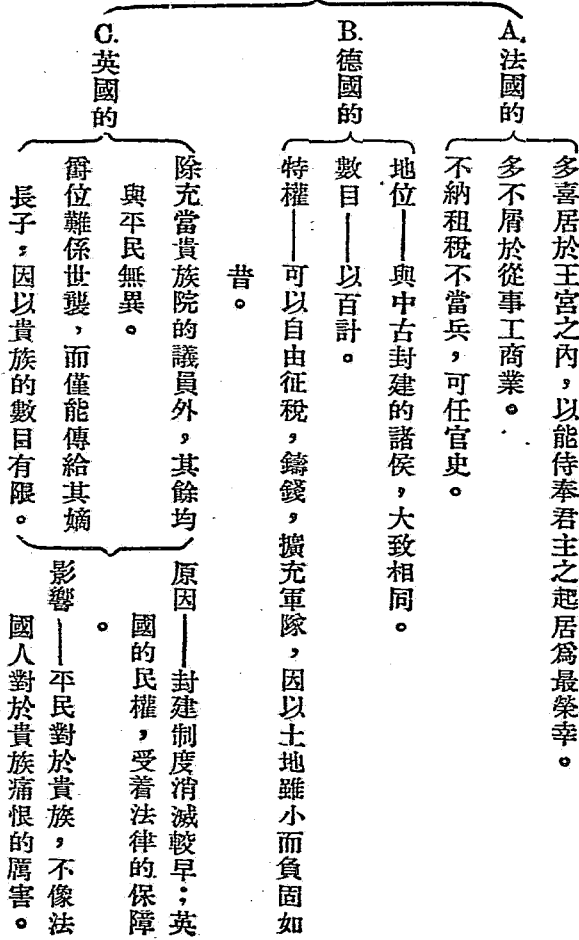 A. 法國的
多喜居於王宮之內，以能侍奉君主之起居爲最榮幸。
多不屑於從事工商業。
不納租稅不當兵，可任官史。
B. 德國的
地位——與中古封建的諸侯，大致相同。
數目——以百計。
特權——可以自由征稅，鑄錢，擴充軍隊，因以土地雖小而負固如
昔。
C. 英國的
除充當貴族院的議員外，其餘均
與平民無異。
爵位難係世襲，而僅能傳給其嫡
長子，因以貴族的數目有限。
原因——封建制度消滅較早；英
國的民權，受着法律的保障
。
影響——平民對於貴族，不像法
國人對於貴族痛恨的厲害。